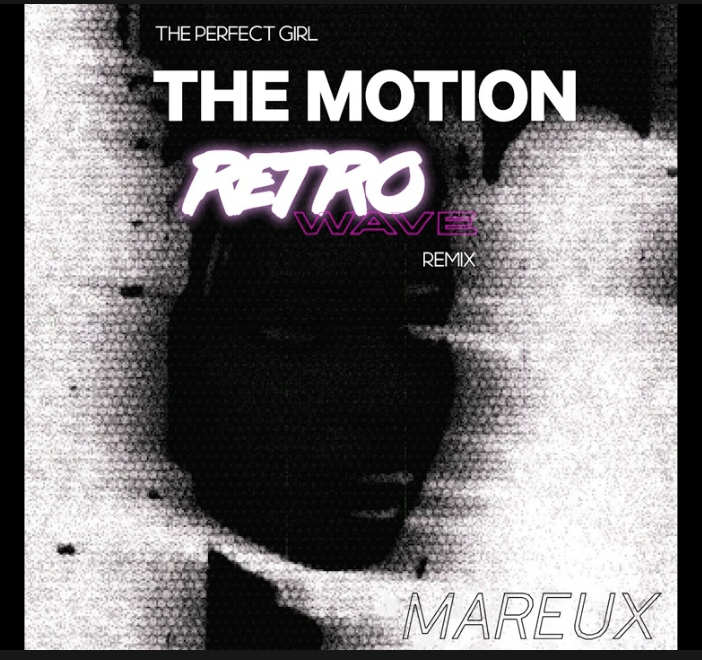 THE PERFECT GIRL
THE MOTION
RETRO
WAVE
REMIX
MAREUX